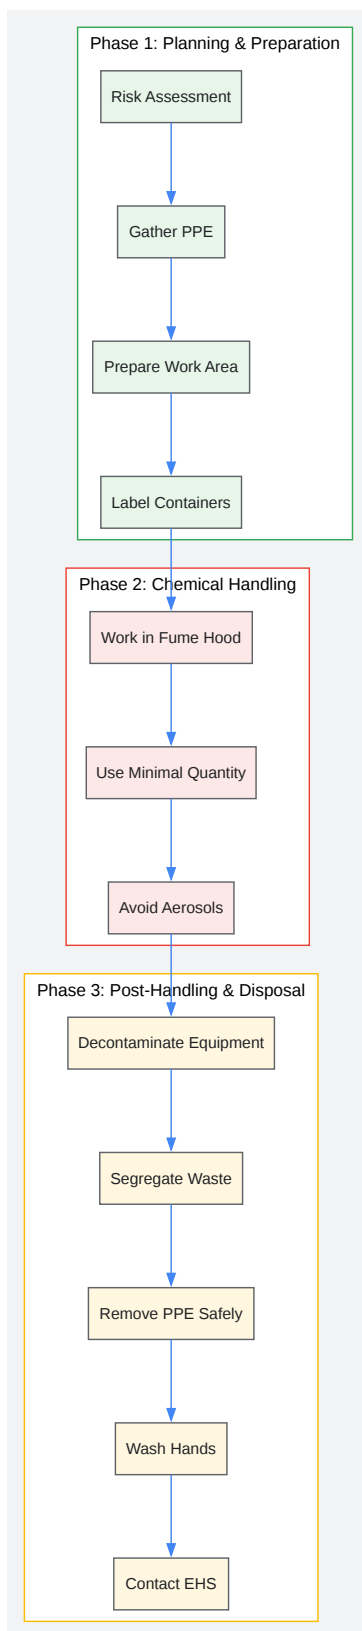 Phase 1: Planning & Preparation
Risk Assessment
Gather PPE
Prepare Work Area
Label Containers
Phase 2: Chemical Handling
Work in Fume Hood
Use Minimal Quantity
Avoid Aerosols
Phase 3: Post-Handling & Disposal
Decontaminate Equipment
Segregate Waste
Remove PPE Safely
Wash Hands
Contact EHS